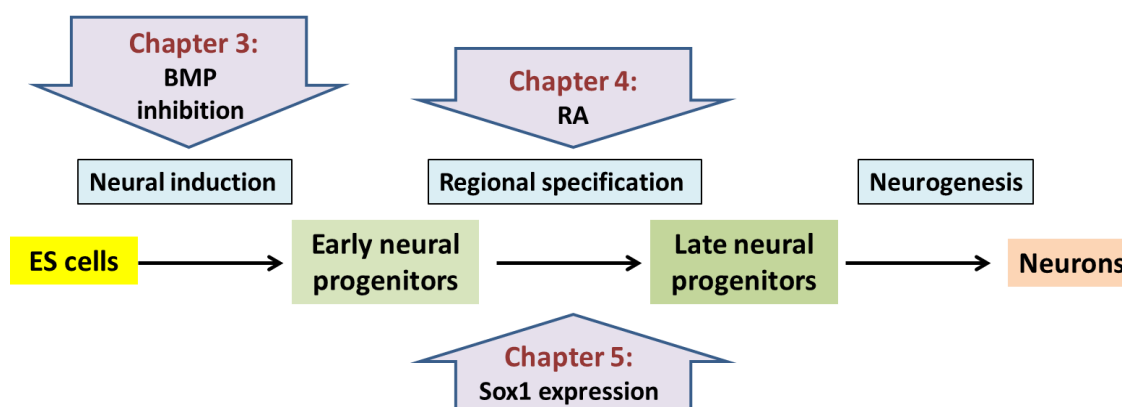 Chapter 3:
BMP
inhibition
Chapter 4:
RA
Neural induction
Regional specification
Neurogenesis
ES cells
Early neural
progenitors
Late neural
progenitors
Neurons
Chapter 5:
Sox1 expression